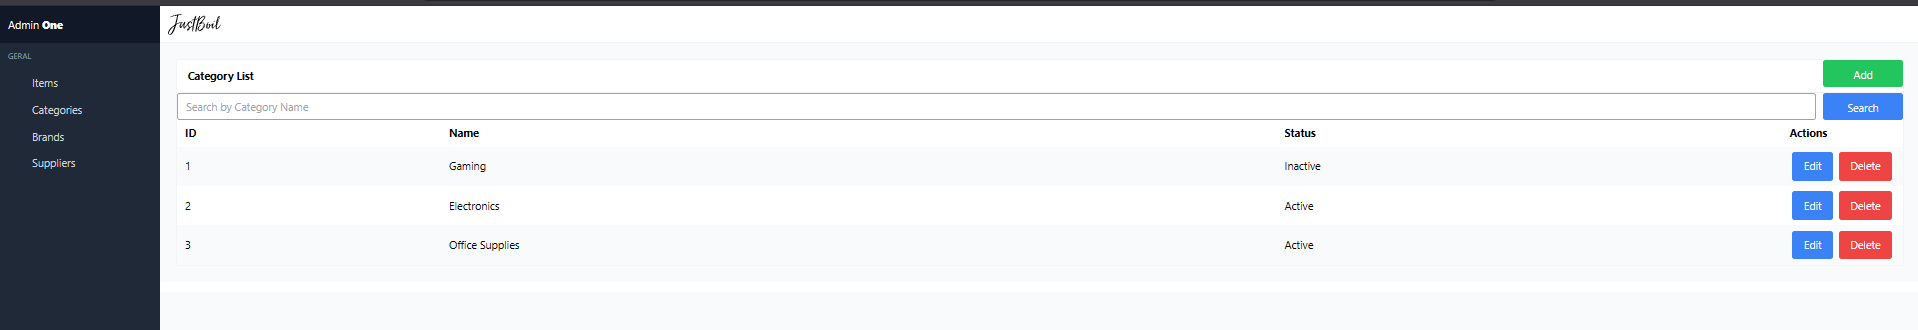 Admin One
JustBoil
GERAL
Items
Categories
Brands
Suppliers
Category List
Add
Search by Category Name
Search
ID Name Status Actions
1 Gaming Inactive Edit Delete
2 Electronics Active Edit Delete
3 Office Supplies Active Edit Delete